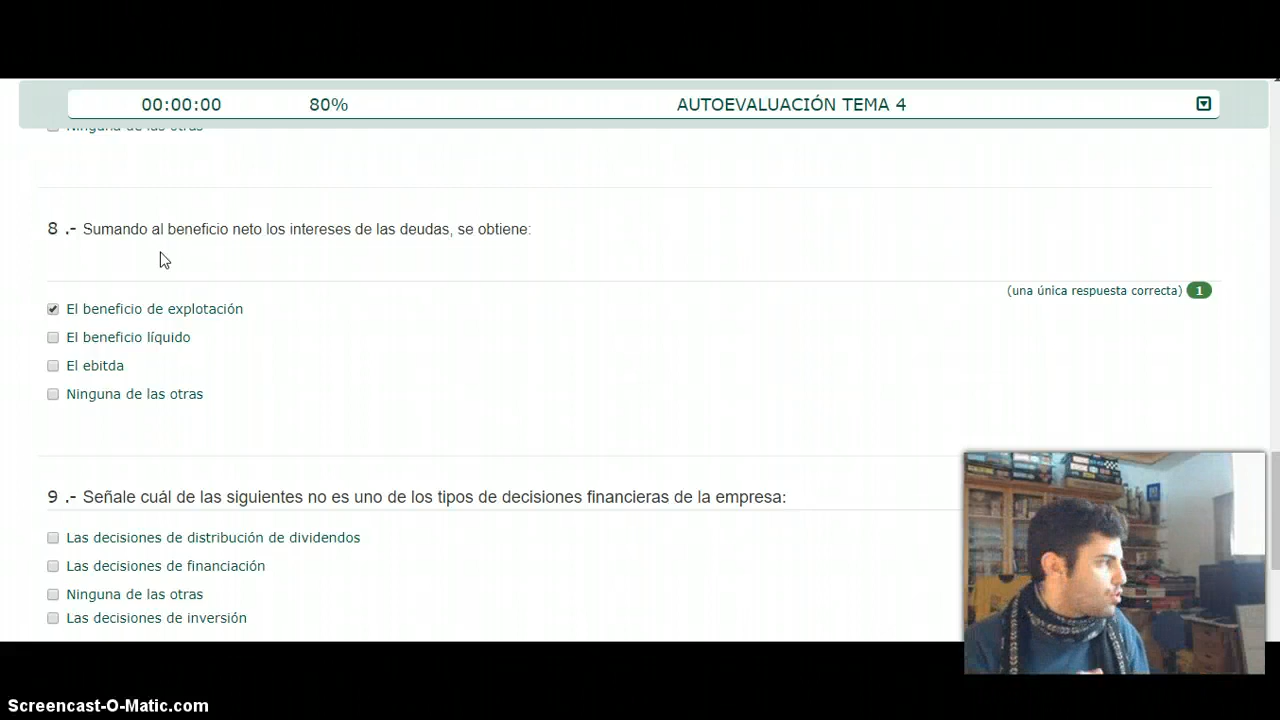 00:00:00 80% AUTOEVALUACIÓN TEMA 4
Ninguna de las otras
8 .- Sumando al beneficio neto los intereses de las deudas, se obtiene:
(una única respuesta correcta) 1
El beneficio de explotación
El beneficio líquido
El ebitda
Ninguna de las otras
9 .- Señale cuál de las siguientes no es uno de los tipos de decisiones financieras de la empresa:
Las decisiones de distribución de dividendos
Las decisiones de financiación
Ninguna de las otras
Las decisiones de inversión
Screencast-O-Matic.com